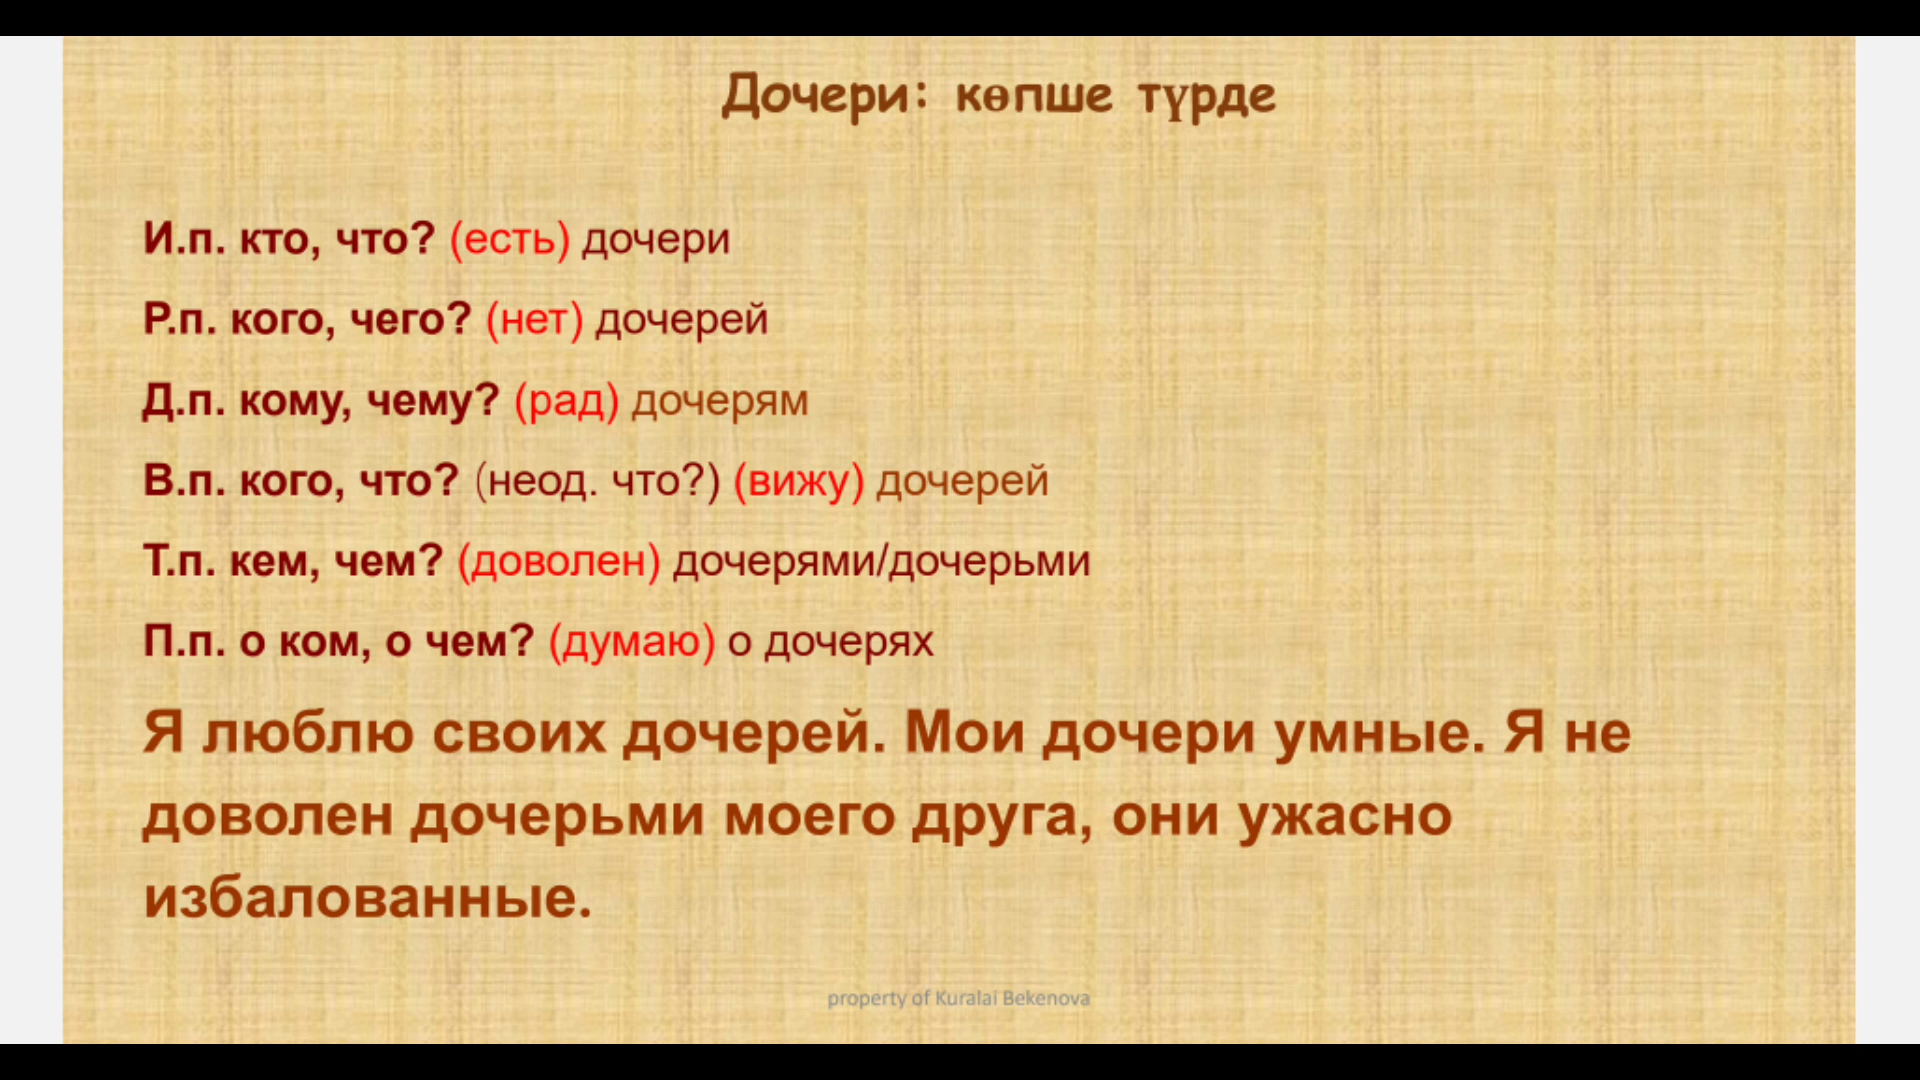 Дочери: көпше түрде
И.п. кто, что? (есть) дочери
Р.п. кого, чего? (нет) дочерей
Д.п. кому, чему? (рад) дочерям
В.п. кого, что? (неод. что?) (вижу) дочерей
Т.п. кем, чем? (доволен) дочерями/дочерьми
П.п. о ком, о чем? (думаю) о дочерях
Я люблю своих дочерей. Мои дочери умные. Я не
доволен дочерьми моего друга, они ужасно
избалованные.
property of Kuralai Bekenova